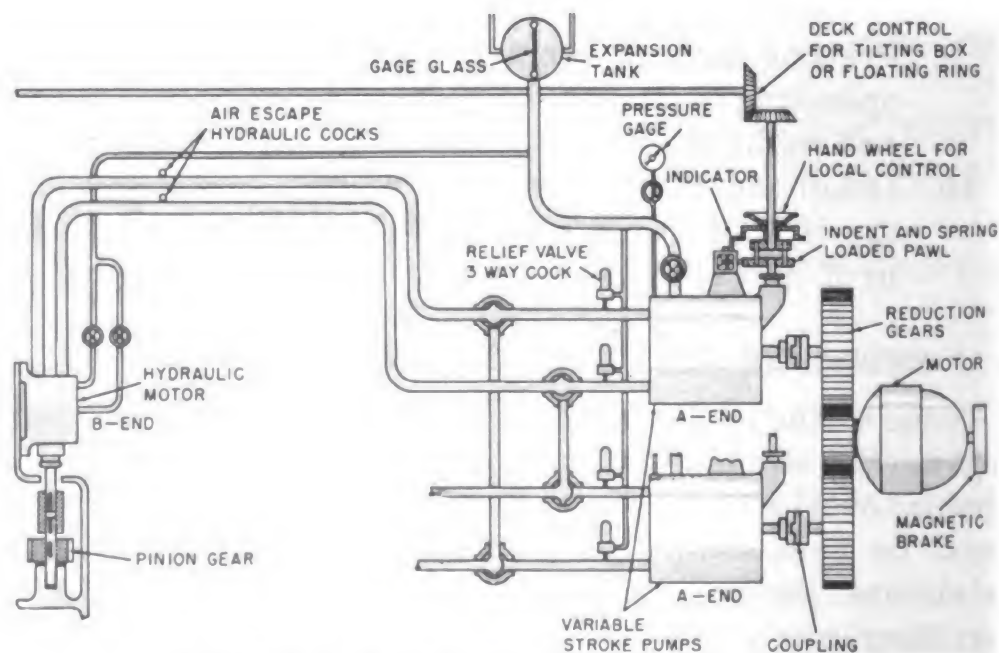 DECK CONTROL
FOR TILTING BOX
OR FLOATING RING
GAGE GLASS
EXPANSION
TANK
AIR ESCAPE
HYDRAULIC COCKS
PRESSURE
GAGE
HAND WHEEL FOR
LOCAL CONTROL
INDICATOR
INDENT AND SPRING
LOADED PAWL
RELIEF VALVE
3 WAY COCK
REDUCTION
GEARS
MOTOR
HYDRAULIC
MOTOR
B-END
A-END
MAGNETIC
BRAKE
PINION GEAR
A-END
VARIABLE
STROKE PUMPS
COUPLING